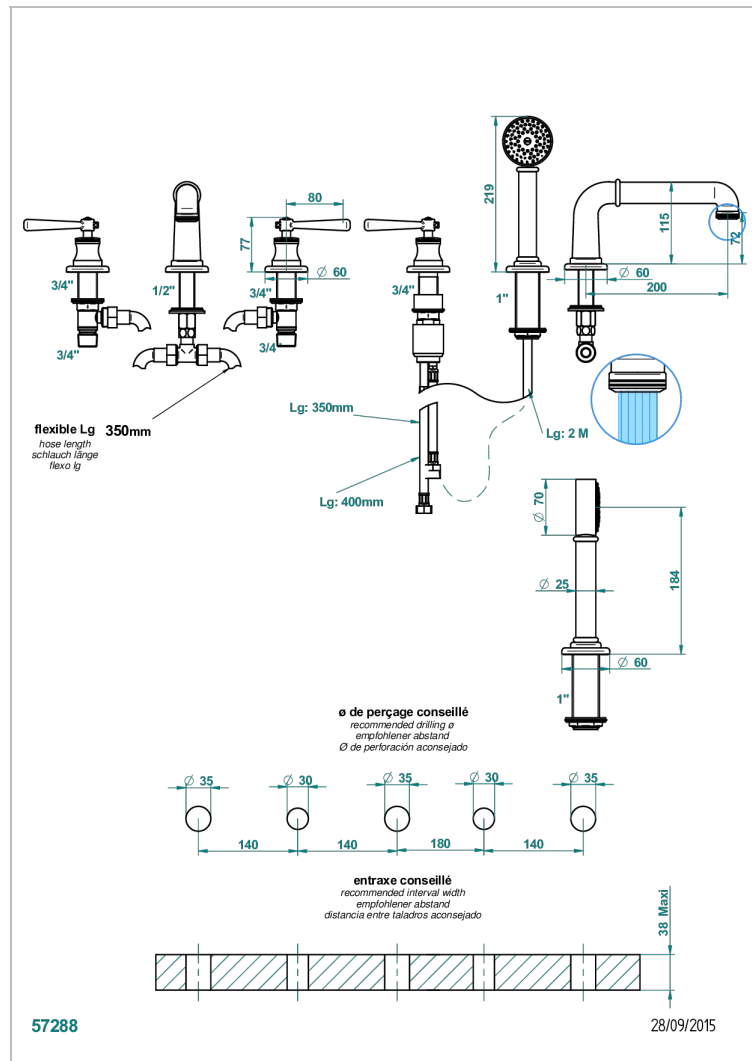 80
219
115
72
77
Ø 60
Ø 60
200
3/4"
1/2"
3/4"
3/4"
1"
3/4"
3/4"
flexible Lg 350mm
hose length
schlauch länge
flexo lg
Lg: 350mm
Lg: 2 M
Lg: 400mm
Ø 70
184
Ø 25
Ø 60
1"
ø de perçage conseillé
recommended drilling ø
empfohlener abstand
Ø de perforación aconsejado
Ø 35 Ø 30 Ø 35 Ø 30 Ø 35
140 140 180 140
entraxe conseillé
recommended interval width
empfohlener abstand
distancia entre taladros aconsejado
38 Maxi
57288
28/09/2015